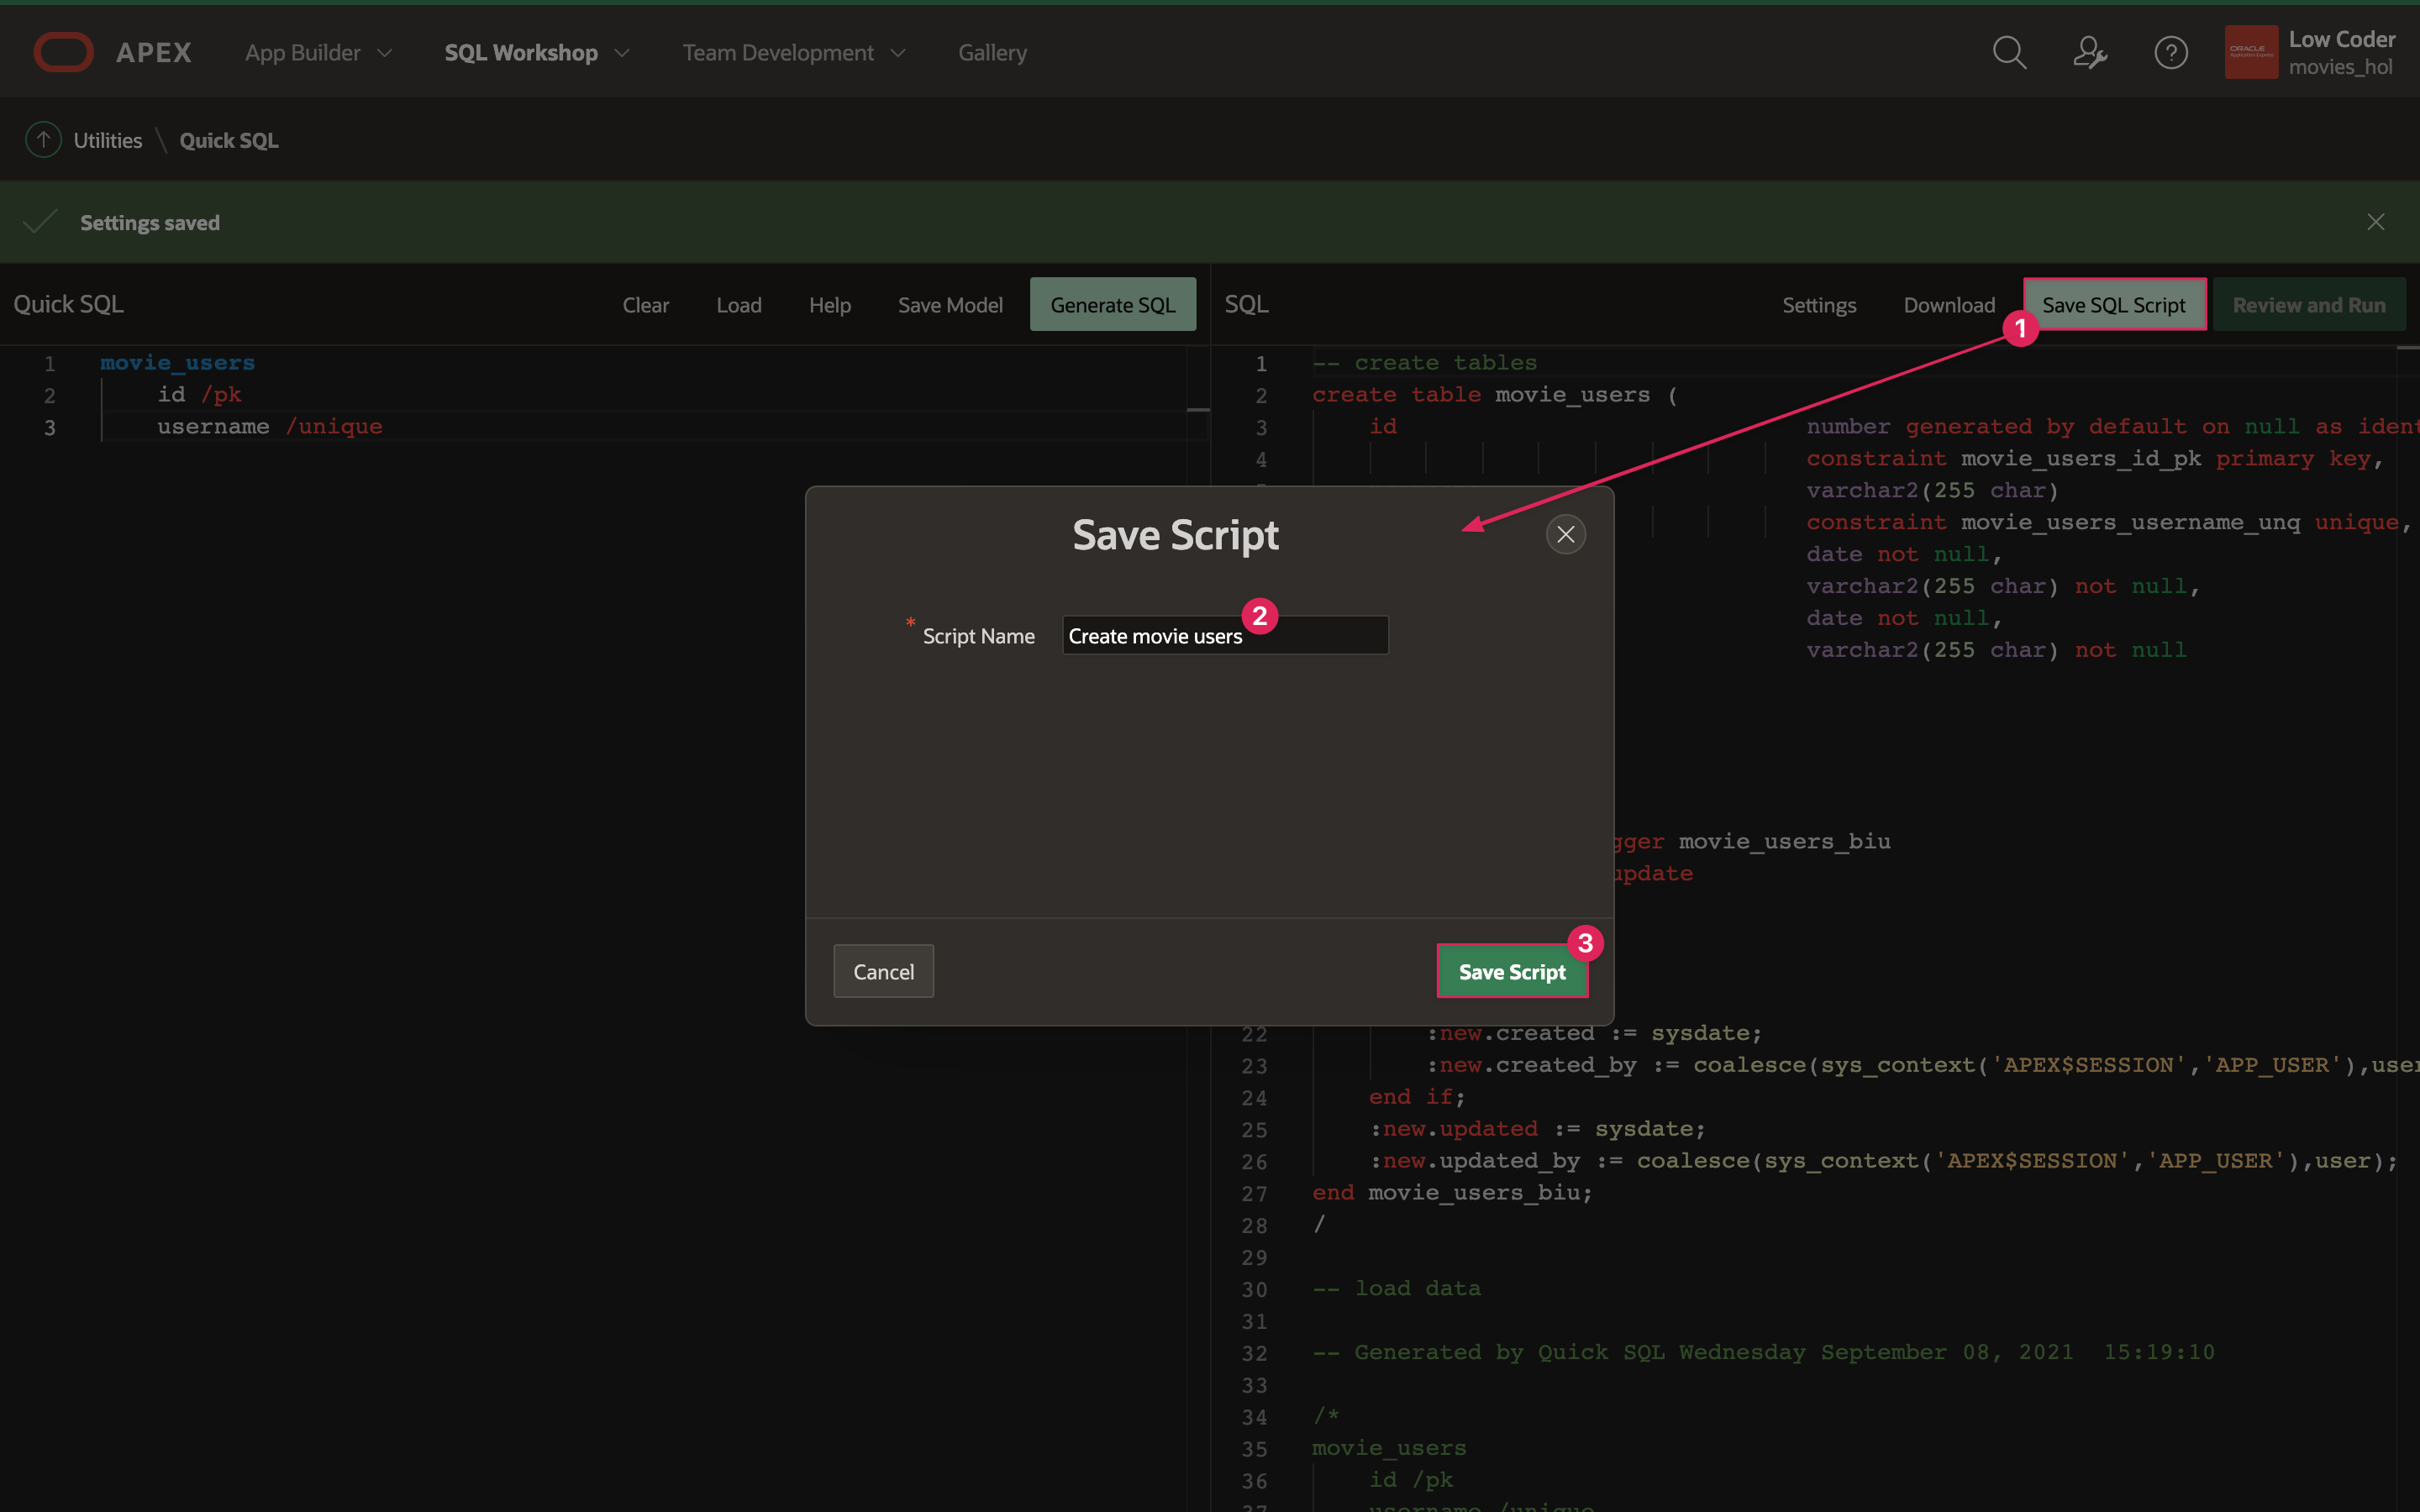 APEX App Builder SQL Workshop Team Development Gallery
Low Coder
movies_hol
ORACLE
Utilities \ Quick SQL
Settings saved
Quick SQL Clear Load Help Save Model Generate SQL
SQL Settings Download Save SQL Script Review and Run
1
1 movie_users
2 id /pk
3 username /unique
1 -- create tables
2 create table movie_users (
3 id number generated by default on null as ident
4 constraint movie_users_id_pk primary key,
varchar2(255 char)
constraint movie_users_username_unq unique,
date not null,
varchar2(255 char) not null,
date not null,
varchar2(255 char) not null
Save Script
2
* Script Name Create movie users
gger movie_users_biu
update
3
Cancel Save Script
22 :new.created := sysdate;
23 :new.created_by := coalesce(sys_context('APEX$SESSION','APP_USER'),user
24 end if;
25 :new.updated := sysdate;
26 :new.updated_by := coalesce(sys_context('APEX$SESSION','APP_USER'),user);
27 end movie_users_biu;
28 /
29
30 -- load data
31
32 -- Generated by Quick SQL Wednesday September 08, 2021  15:19:10
33
34 /*
35 movie_users
36 id /pk
37 username /unique